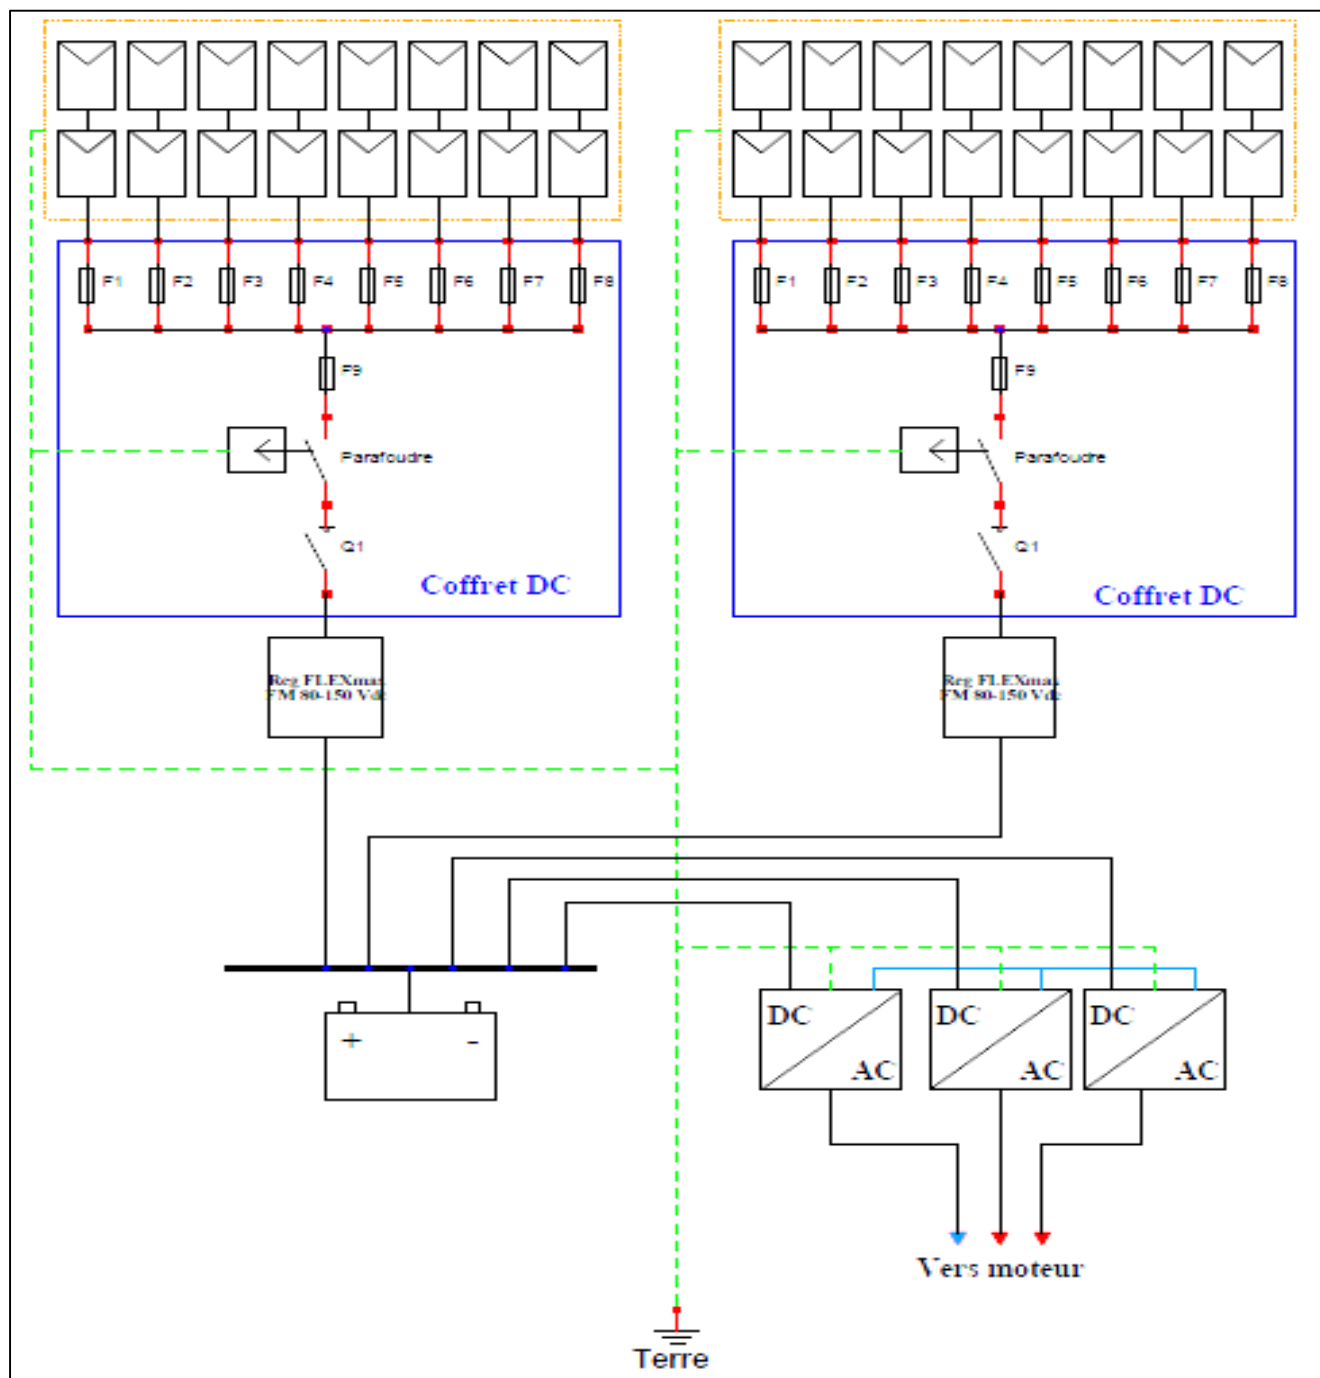 F1 F2 F3 F4 F5 F6 F7 F8
F1 F2 F3 F4 F5 F6 F7 F8
F9
F9
Parafoudre
Parafoudre
Q1
Q1
Coffret DC
Coffret DC
Reg FLEXmax
FM 80-150 Vdc
Reg FLEXmax
FM 80-150 Vdc
+ -
DC
AC
DC
AC
DC
AC
Vers moteur
Terre